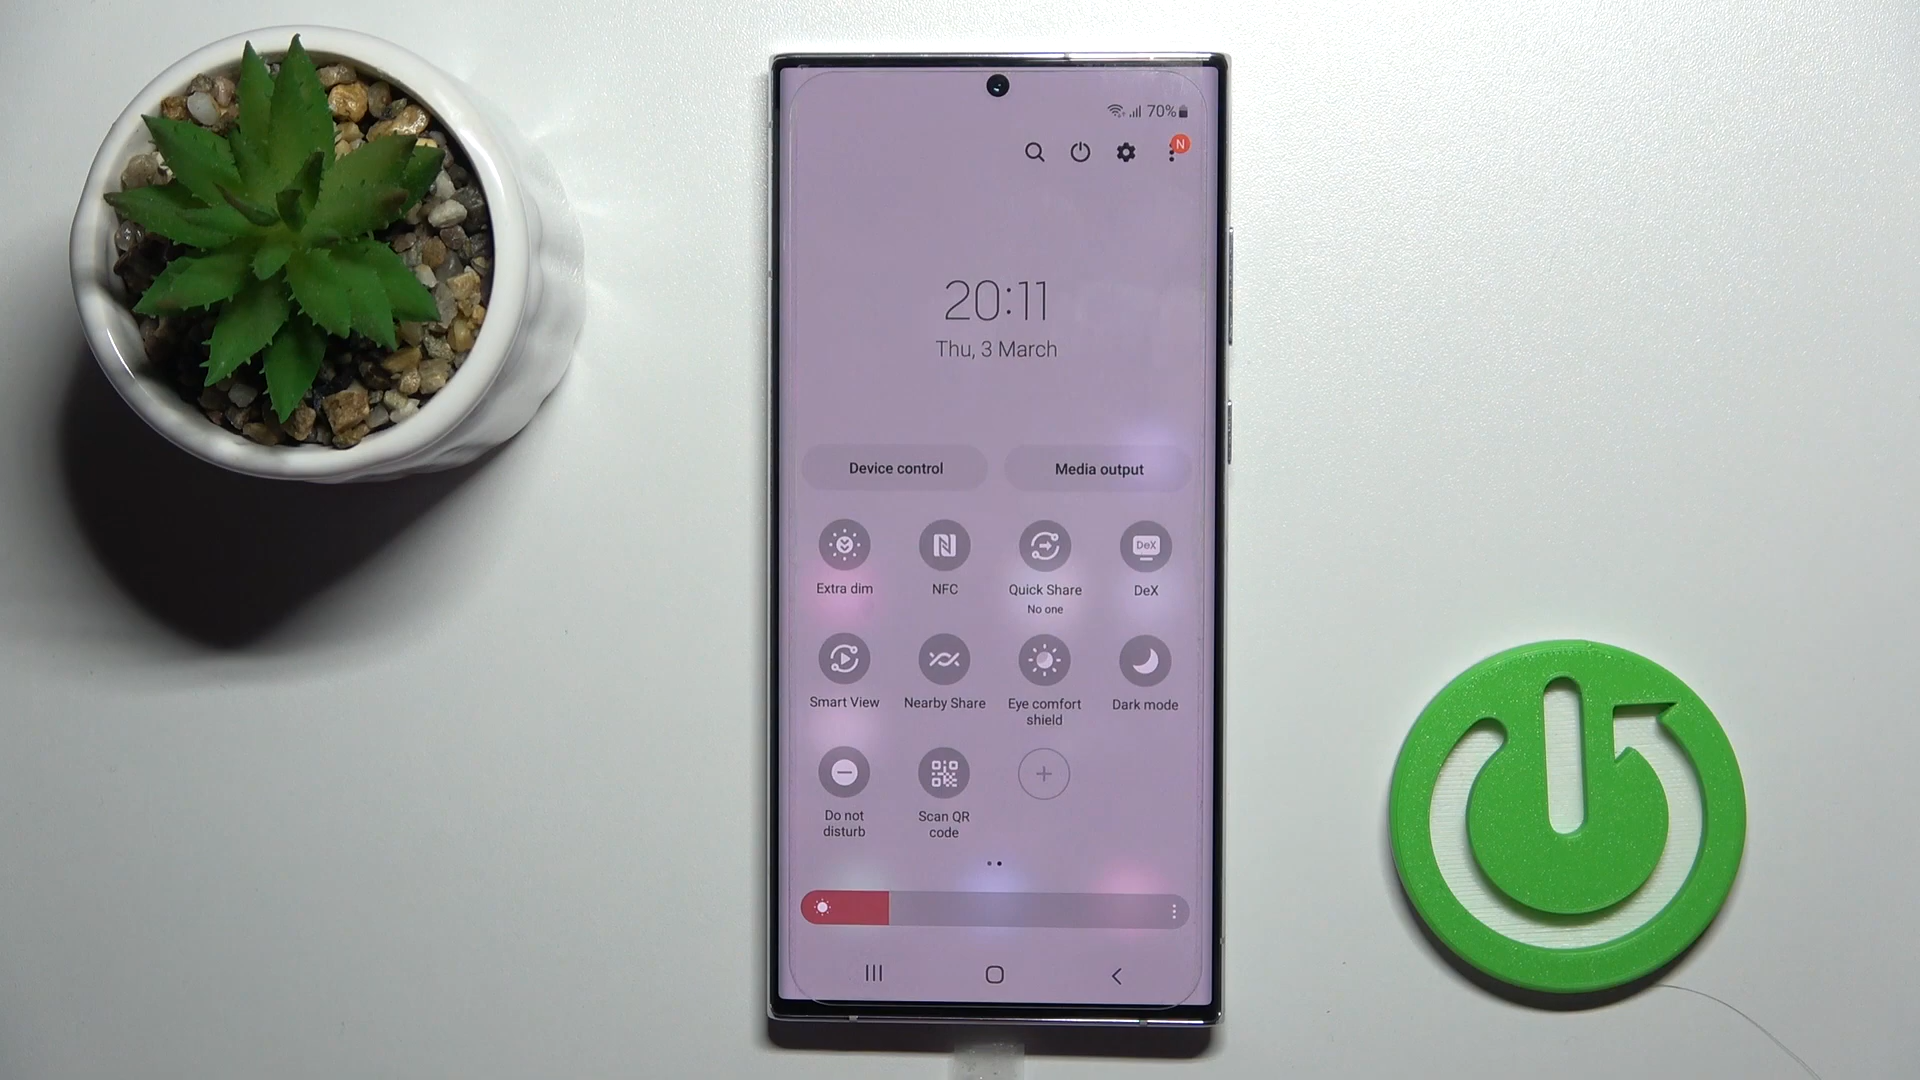 70%
N
20:11
Thu, 3 March
Device control
Media output
Extra dim
NFC
Quick Share
No one
DeX
DeX
Smart View
Nearby Share
Eye comfort
shield
Dark mode
Do not
disturb
Scan QR
code